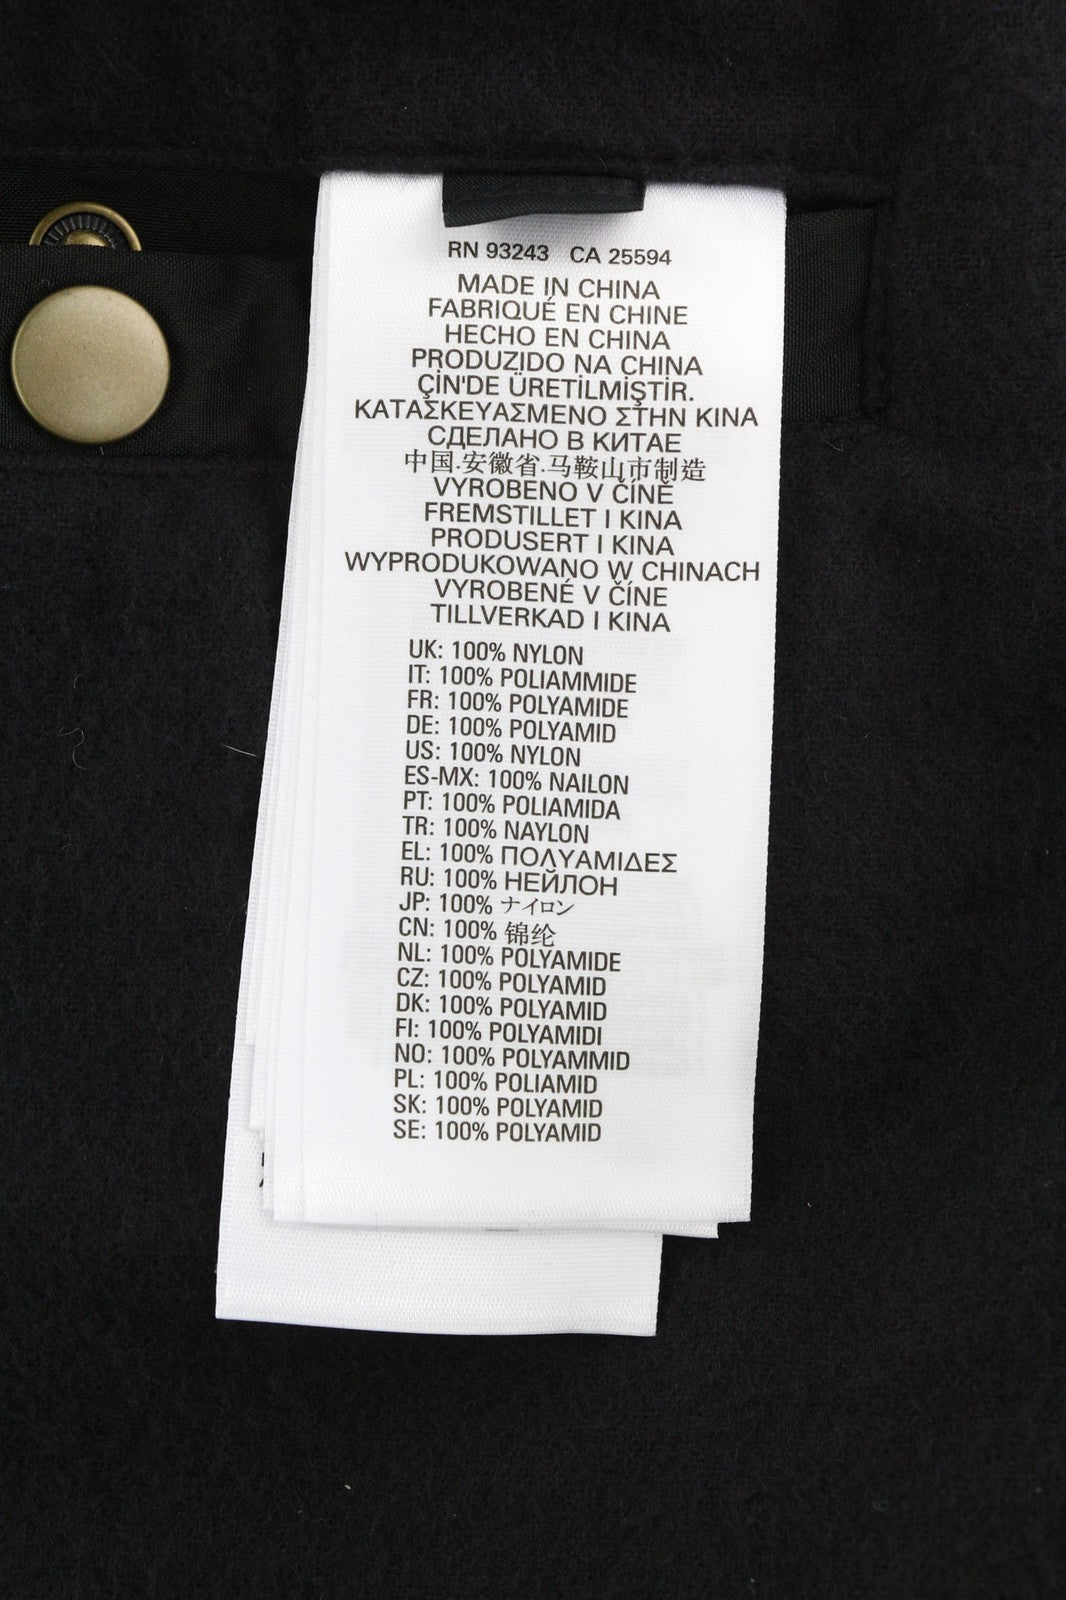 RN 93243 CA 25594
MADE IN CHINA
FABRIQUÉ EN CHINE
HECHO EN CHINA
PRODUZIDO NA CHINA
ÇİN'DE ÜRETİLMİŞTİR.
ΚΑΤΑΣΚΕΥΑΣΜΕΝΟ ΣΤΗΝ ΚΙΝΑ
СДЕЛАНО В КИТАЕ
中国.安徽省.马鞍山市制造
VYROBENO V ČÍNĚ
FREMSTILLET I KINA
PRODUSERT I KINA
WYPRODUKOWANO W CHINACH
VYROBENÉ V ČÍNE
TILLVERKAD I KINA
UK: 100% NYLON
IT: 100% POLIAMMIDE
FR: 100% POLYAMIDE
DE: 100% POLYAMID
US: 100% NYLON
ES-MX: 100% NAILON
PT: 100% POLIAMIDA
TR: 100% NAYLON
EL: 100% ΠΟΛΥΑΜΙΔΕΣ
RU: 100% НЕЙЛОН
JP: 100% ナイロン
CN: 100% 锦纶
NL: 100% POLYAMIDE
CZ: 100% POLYAMID
DK: 100% POLYAMID
FI: 100% POLYAMIDI
NO: 100% POLYAMMID
PL: 100% POLIAMID
SK: 100% POLYAMID
SE: 100% POLYAMID